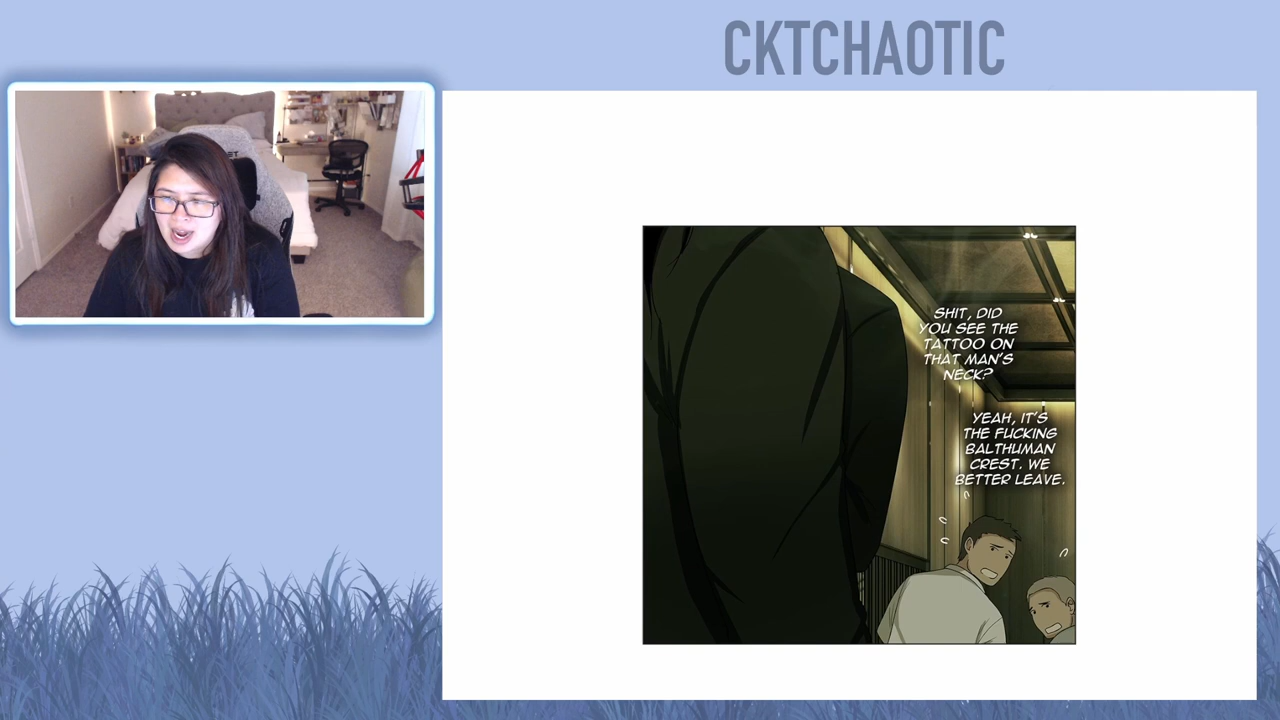 CKTCHAOTIC
SHIT, DID
YOU SEE THE
TATTOO ON
THAT MAN'S
NECK?
YEAH, IT'S
THE FUCKING
BALTHUMAN
CREST. WE
BETTER LEAVE.